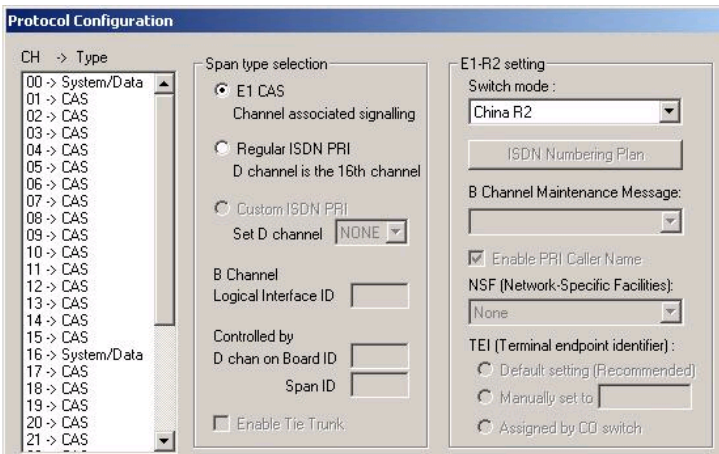 Protocol Configuration
CH -> Type
00 -> System/Data
01 -> CAS
02 -> CAS
03 -> CAS
04 -> CAS
05 -> CAS
06 -> CAS
07 -> CAS
08 -> CAS
09 -> CAS
10 -> CAS
11 -> CAS
12 -> CAS
13 -> CAS
14 -> CAS
15 -> CAS
16 -> System/Data
17 -> CAS
18 -> CAS
19 -> CAS
20 -> CAS
21 -> CAS
Span type selection
E1 CAS
Channel associated signalling
Regular ISDN PRI
D channel is the 16th channel
Custom ISDN PRI
Set D channel NONE
B Channel
Logical Interface ID
Controlled by
D chan on Board ID
Span ID
Enable Tie Trunk
E1-R2 setting
Switch mode :
China R2
ISDN Numbering Plan
B Channel Maintenance Message:
Enable PRI Caller Name
NSF (Network-Specific Facilities):
None
TEI (Terminal endpoint identifier) :
Default setting (Recommended)
Manually set to
Assigned by CO switch